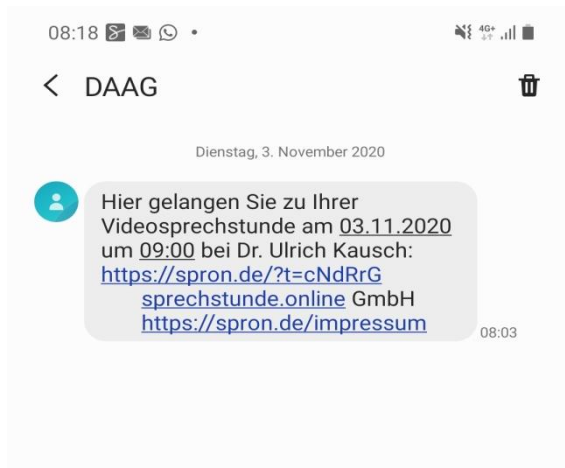 08:18
4G+
DAAG
Dienstag, 3. November 2020
Hier gelangen Sie zu Ihrer
Videosprechstunde am 03.11.2020
um 09:00 bei Dr. Ulrich Kausch:
https://spron.de/?t=cNdRrG
sprechstunde.online GmbH
https://spron.de/impressum
08:03